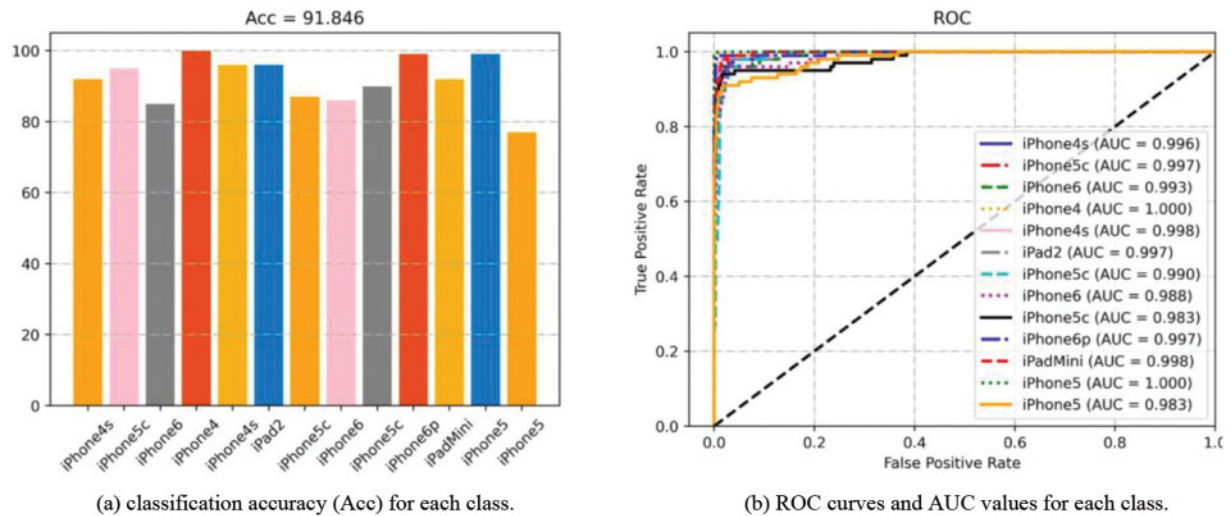 Acc = 91.846
100
80
60
40
20
0
iPhone4s
iPhone5c
iPhone6
iPhone4
iPhone4s
iPad2
iPhone5c
iPhone6
iPhone5c
iPhone6p
iPadMini
iPhone5
iPhone5
(a) classification accuracy (Acc) for each class.
ROC
True Positive Rate
1.0
0.8
0.6
0.4
0.2
0.0
iPhone4s (AUC = 0.996)
iPhone5c (AUC = 0.997)
iPhone6 (AUC = 0.993)
iPhone4 (AUC = 1.000)
iPhone4s (AUC = 0.998)
iPad2 (AUC = 0.997)
iPhone5c (AUC = 0.990)
iPhone6 (AUC = 0.988)
iPhone5c (AUC = 0.983)
iPhone6p (AUC = 0.997)
iPadMini (AUC = 0.998)
iPhone5 (AUC = 1.000)
iPhone5 (AUC = 0.983)
0.0 0.2 0.4 0.6 0.8 1.0
False Positive Rate
(b) ROC curves and AUC values for each class.